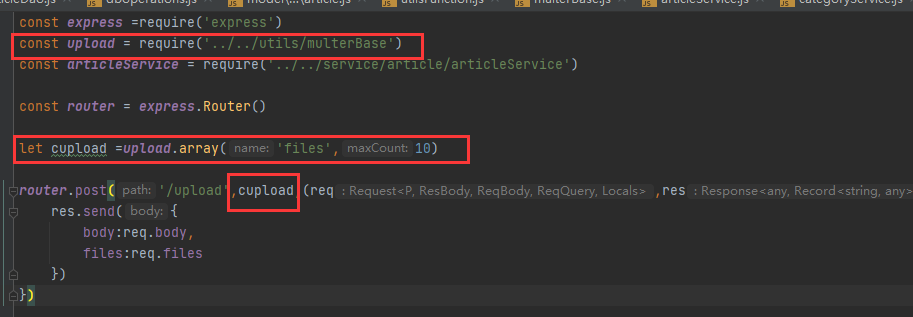 dbOperations.js model\...\article.js utilsFunction.js multerBase.js articleService.js categoryService.js
const express =require('express')
const upload = require('../../utils/multerBase')
const articleService = require('../../service/article/articleService')
const router = express.Router()
let cupload =upload.array( name: 'files', maxCount: 10)
router.post( path: '/upload',cupload (req : Request<P, ResBody, ReqBody, ReqQuery, Locals> ,res : Response<any, Record<string, any>
res.send( body: {
body:req.body,
files:req.files
})
})